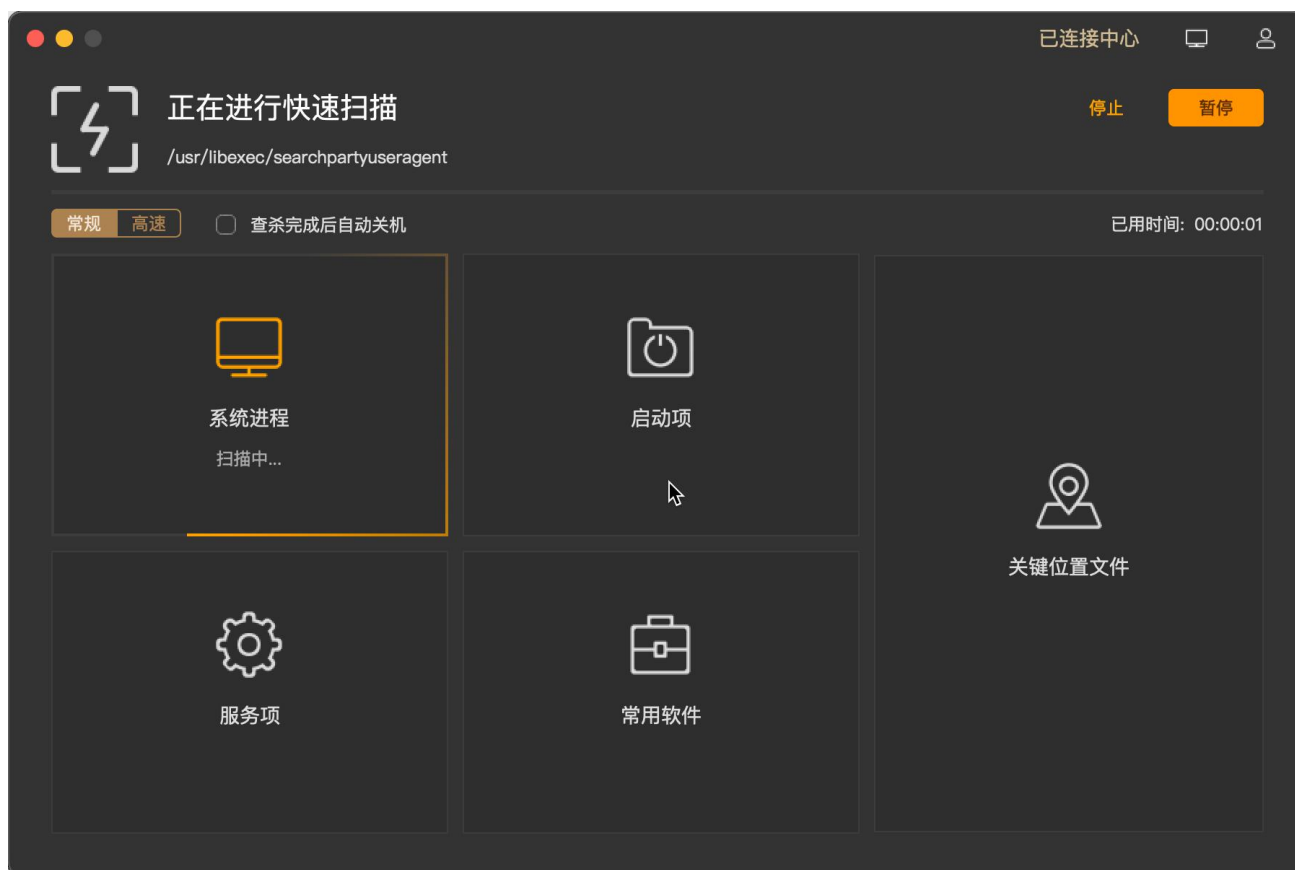 已连接中心
正在进行快速扫描
停止
暂停
/usr/libexec/searchpartyuseragent
常规
高速
查杀完成后自动关机
已用时间: 00:00:01
系统进程
扫描中...
启动项
关键位置文件
服务项
常用软件